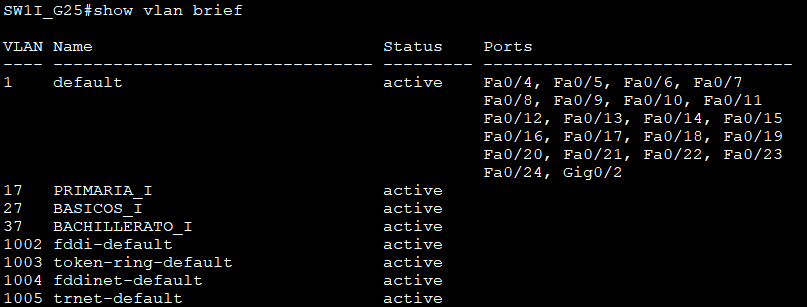 SW1I_G25#show vlan brief
VLAN Name                             Status    Ports
---- -------------------------------- --------- -------------------------------
1    default                          active    Fa0/4, Fa0/5, Fa0/6, Fa0/7
                                                Fa0/8, Fa0/9, Fa0/10, Fa0/11
                                                Fa0/12, Fa0/13, Fa0/14, Fa0/15
                                                Fa0/16, Fa0/17, Fa0/18, Fa0/19
                                                Fa0/20, Fa0/21, Fa0/22, Fa0/23
                                                Fa0/24, Gig0/2
17   PRIMARIA_I                       active
27   BASICOS_I                        active
37   BACHILLERATO_I                   active
1002 fddi-default                     active
1003 token-ring-default               active
1004 fddinet-default                  active
1005 trnet-default                    active